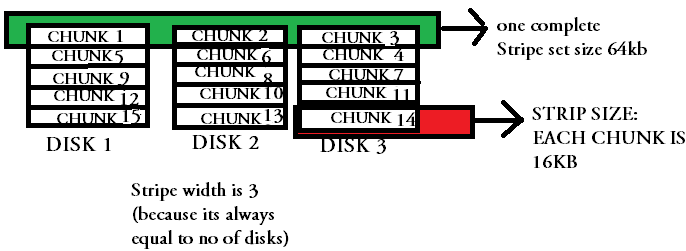 CHUNK 1 CHUNK 2 CHUNK 3
CHUNK 5 CHUNK 6 CHUNK 4
CHUNK 9 CHUNK 8 CHUNK 7
CHUNK 12 CHUNK 10 CHUNK 11
CHUNK 15 CHUNK 13 CHUNK 14
DISK 1 DISK 2 DISK 3
one complete
Stripe set size 64kb
STRIP SIZE:
EACH CHUNK IS
16KB
Stripe width is 3
(because its always
equal to no of disks)